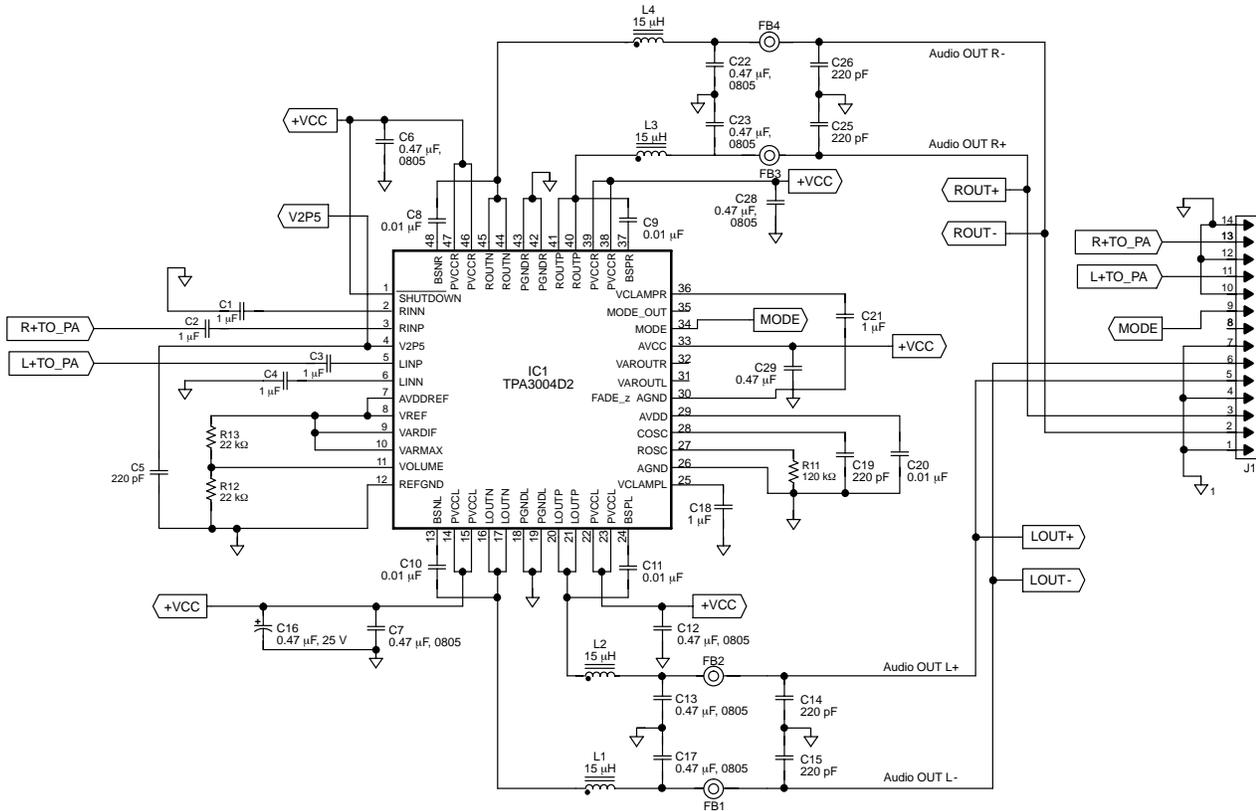 L4
15 µH
FB4
C22
0.47 µF,
0805
C26
220 pF
Audio OUT R-
+VCC
C6
0.47 µF,
0805
L3
15 µH
C23
0.47 µF,
0805
FB3
C25
220 pF
Audio OUT R+
+VCC
C28
0.47 µF,
0805
ROUT+
ROUT-
V2P5
C8
0.01 µF
C9
0.01 µF
48 47 46 45 44 43 42 41 40 39 38 37
BSNR
PVCCR
PVCCR
ROUTN
ROUTN
PGNDR
PGNDR
ROUTP
ROUTP
PVCCR
PVCCR
BSPR
R+TO_PA
L+TO_PA
MODE
14
13
12
11
10
9
8
7
6
5
4
3
2
1
J1
1
C1
1 µF
R+TO_PA
C2
1 µF
L+TO_PA
C3
1 µF
C4
1 µF
1 SHUTDOWN
2 RINN
3 RINP
4 V2P5
5 LINP
6 LINN
7 AVDDREF
8 VREF
9 VARDIF
10 VARMAX
11 VOLUME
12 REFGND
IC1
TPA3004D2
VCLAMPR 36
MODE_OUT 35
MODE 34
AVCC 33
VAROUTR 32
VAROUTL 31
FADE_z AGND 30
AVDD 29
COSC 28
ROSC 27
AGND 26
VCLAMPL 25
MODE
C21
1 µF
+VCC
C29
0.47 µF
R13
22 kΩ
R12
22 kΩ
C5
220 pF
R11
120 kΩ
C19
220 pF
C20
0.01 µF
C18
1 µF
BSNL
PVCCL
PVCCL
LOUTN
LOUTN
PGNDL
PGNDL
LOUTP
LOUTP
PVCCL
PVCCL
BSPL
13 14 15 16 17 18 19 20 21 22 23 24
C10
0.01 µF
C11
0.01 µF
LOUT+
LOUT-
+VCC
+
C16
0.47 µF, 25 V
C7
0.47 µF, 0805
+VCC
C12
0.47 µF, 0805
L2
15 µH
FB2
Audio OUT L+
C13
0.47 µF, 0805
C14
220 pF
C17
0.47 µF, 0805
C15
220 pF
L1
15 µH
FB1
Audio OUT L-